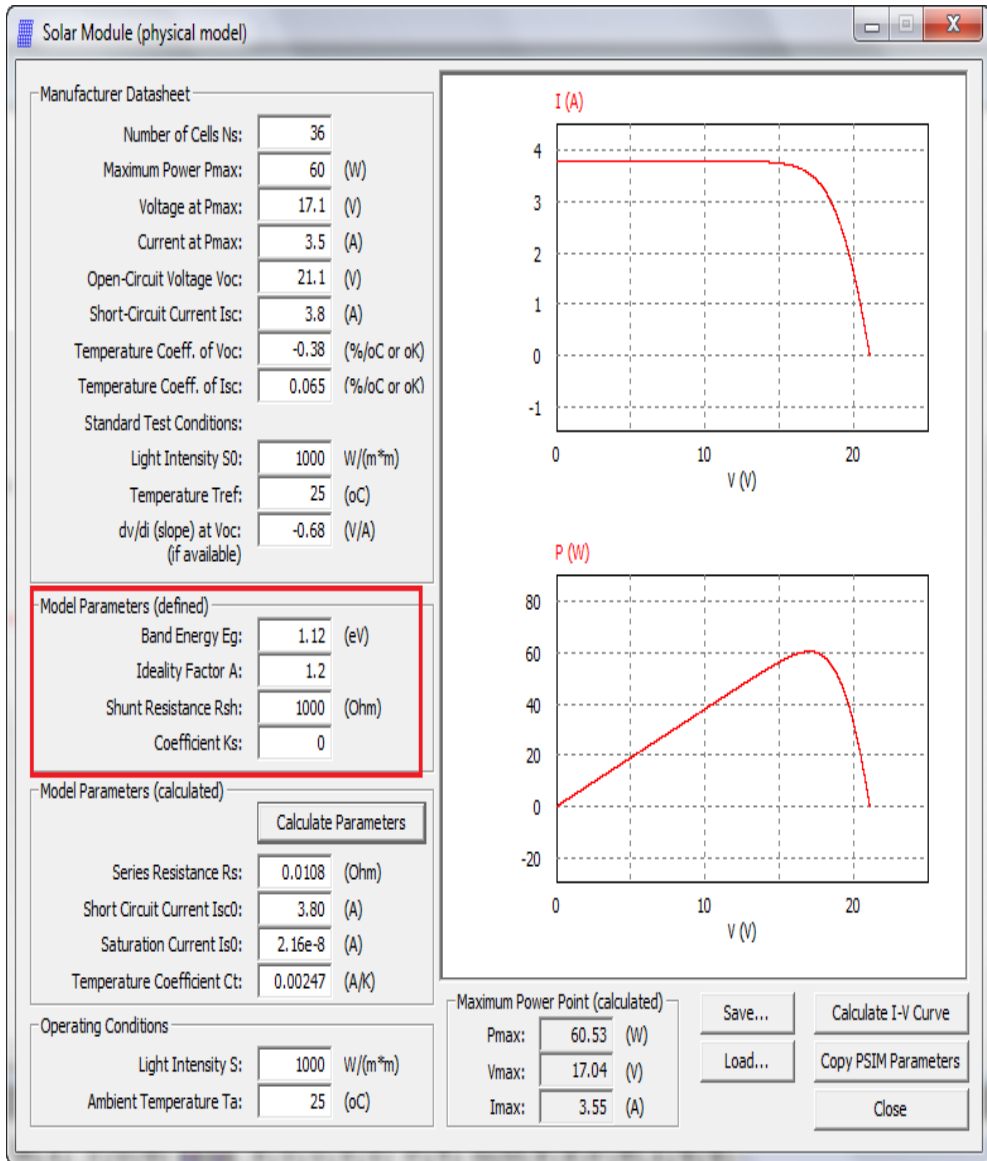 Solar Module (physical model)
Manufacturer Datasheet
Number of Cells Ns: 36
Maximum Power Pmax: 60 (W)
Voltage at Pmax: 17.1 (V)
Current at Pmax: 3.5 (A)
Open-Circuit Voltage Voc: 21.1 (V)
Short-Circuit Current Isc: 3.8 (A)
Temperature Coeff. of Voc: -0.38 (%/oC or oK)
Temperature Coeff. of Isc: 0.065 (%/oC or oK)
Standard Test Conditions:
Light Intensity S0: 1000 W/(m*m)
Temperature Tref: 25 (oC)
dv/di (slope) at Voc: -0.68 (V/A)
(if available)
Model Parameters (defined)
Band Energy Eg: 1.12 (eV)
Ideality Factor A: 1.2
Shunt Resistance Rsh: 1000 (Ohm)
Coefficient Ks: 0
Model Parameters (calculated)
Calculate Parameters
Series Resistance Rs: 0.0108 (Ohm)
Short Circuit Current Isc0: 3.80 (A)
Saturation Current Is0: 2.16e-8 (A)
Temperature Coefficient Ct: 0.00247 (A/K)
Operating Conditions
Light Intensity S: 1000 W/(m*m)
Ambient Temperature Ta: 25 (oC)
I (A)
4
3
2
1
0
-1
0 10 20
V (V)
P (W)
80
60
40
20
0
-20
0 10 20
V (V)
Maximum Power Point (calculated)
Pmax: 60.53 (W)
Vmax: 17.04 (V)
Imax: 3.55 (A)
Save...
Load...
Calculate I-V Curve
Copy PSIM Parameters
Close